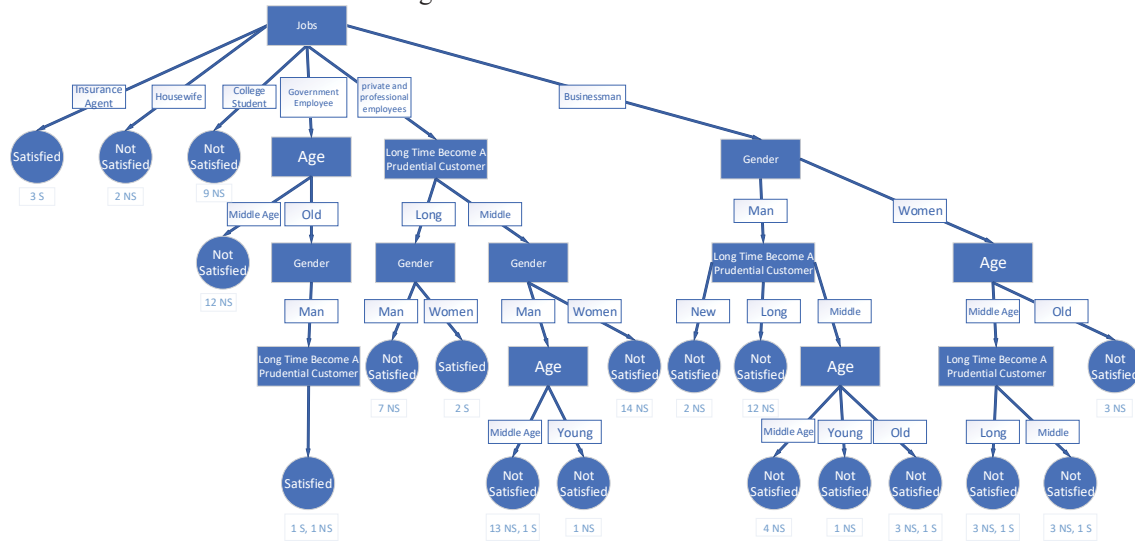 Jobs
Insurance
Agent
Housewife
College
Student
Government
Employee
private and
professional
employees
Businessman
Satisfied
3 S
Not
Satisfied
2 NS
Not
Satisfied
9 NS
Age
Long Time Become A
Prudential Customer
Gender
Middle Age
Old
Long
Middle
Man
Women
Not
Satisfied
12 NS
Gender
Gender
Gender
Long Time Become A
Prudential Customer
Age
Man
Man
Women
Man
Women
New
Long
Middle
Middle Age
Old
Long Time Become A
Prudential Customer
Not
Satisfied
7 NS
Satisfied
2 S
Age
Not
Satisfied
14 NS
Not
Satisfied
2 NS
Not
Satisfied
12 NS
Age
Long Time Become A
Prudential Customer
Not
Satisfied
3 NS
Middle Age
Young
Middle Age
Young
Old
Long
Middle
Satisfied
1 S, 1 NS
Not
Satisfied
13 NS, 1 S
Not
Satisfied
1 NS
Not
Satisfied
4 NS
Not
Satisfied
1 NS
Not
Satisfied
3 NS, 1 S
Not
Satisfied
3 NS, 1 S
Not
Satisfied
3 NS, 1 S